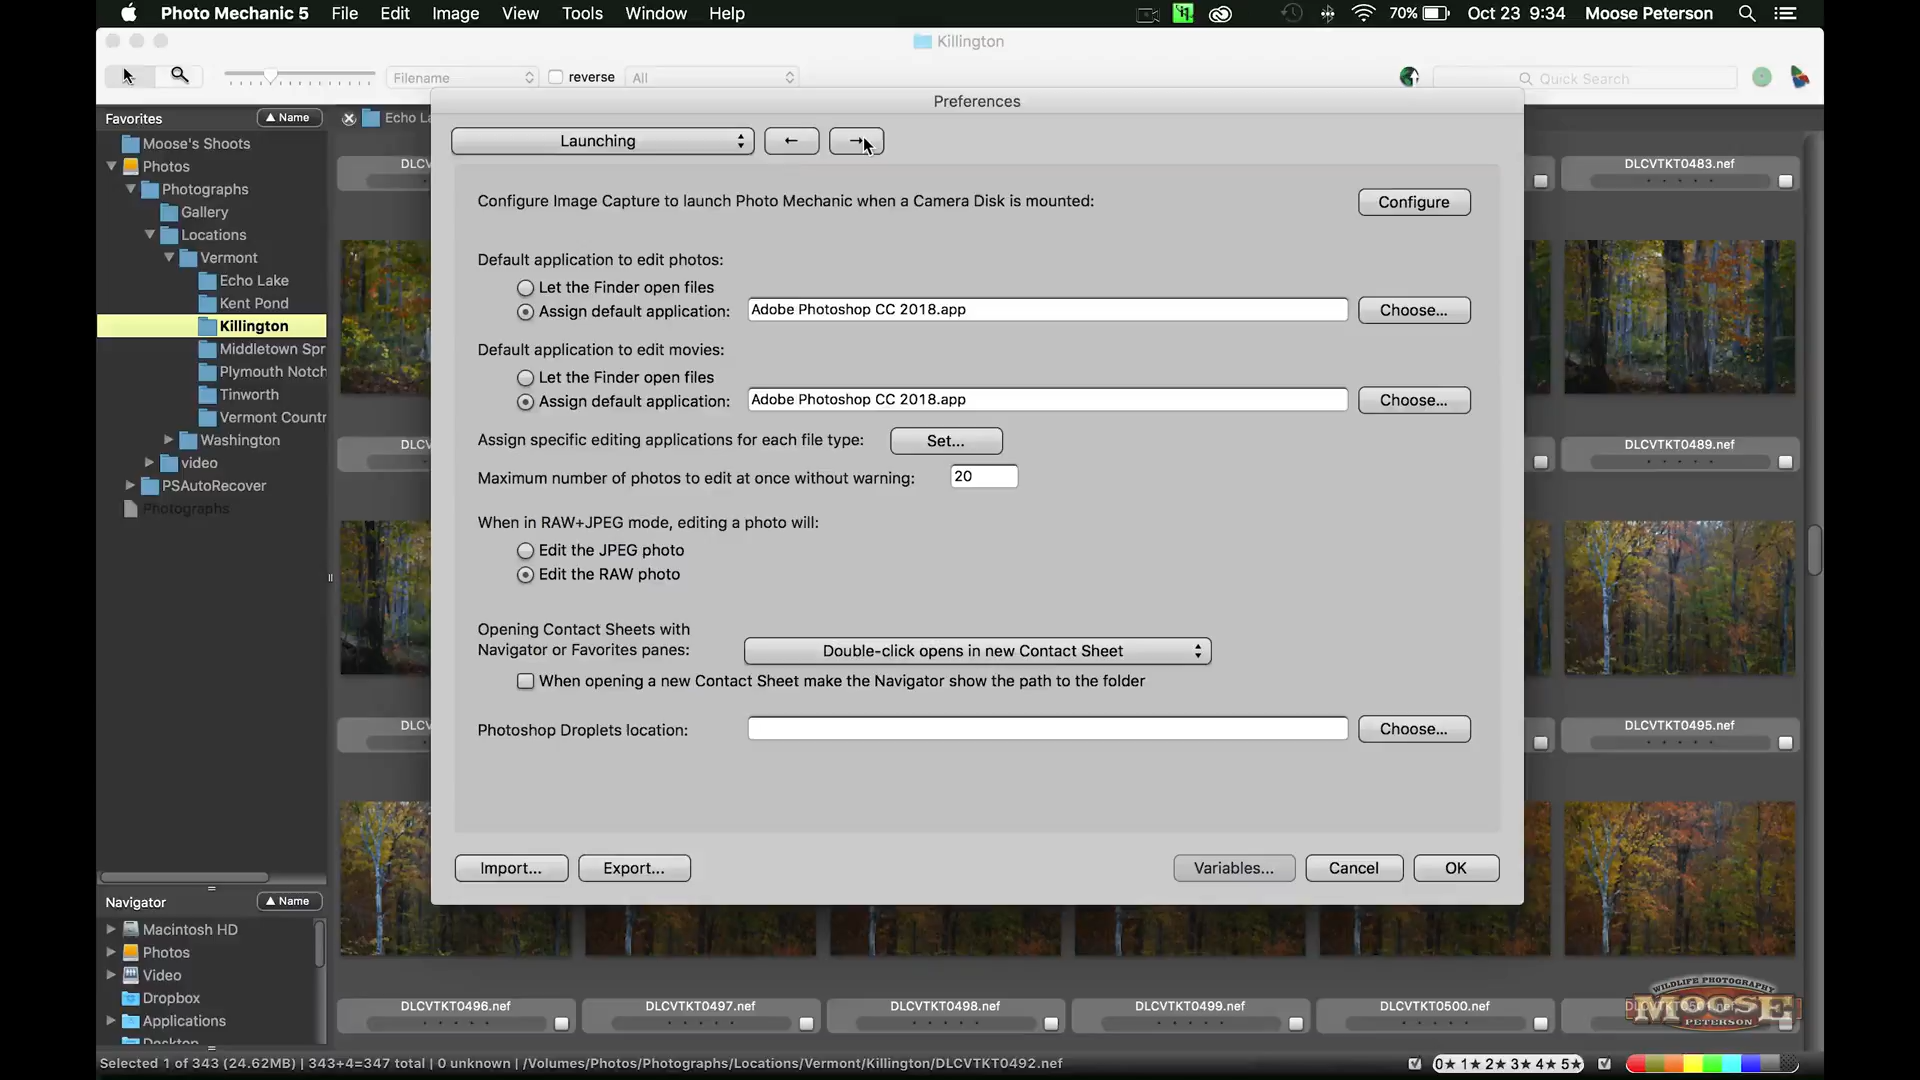 Photo Mechanic 5 File Edit Image View Tools Window Help 70% Oct 23 9:34 Moose Peterson
Killington
Filename reverse All Quick Search
Favorites Name
Moose's Shoots
Photos
Photographs
Gallery
Locations
Vermont
Echo Lake
Kent Pond
Killington
Middletown Spr
Plymouth Notch
Tinworth
Vermont Countr
Washington
video
PSAutoRecover
Photographs
Navigator Name
Macintosh HD
Photos
Video
Dropbox
Applications
Desktop
Echo La
DLC
DLC
DLC
DLCVTKT0483.nef
DLCVTKT0489.nef
DLCVTKT0495.nef
Preferences
Launching ← →
Configure Image Capture to launch Photo Mechanic when a Camera Disk is mounted: Configure
Default application to edit photos:
Let the Finder open files
Assign default application: Adobe Photoshop CC 2018.app Choose...
Default application to edit movies:
Let the Finder open files
Assign default application: Adobe Photoshop CC 2018.app Choose...
Assign specific editing applications for each file type: Set...
Maximum number of photos to edit at once without warning: 20
When in RAW+JPEG mode, editing a photo will:
Edit the JPEG photo
Edit the RAW photo
Opening Contact Sheets with
Navigator or Favorites panes: Double-click opens in new Contact Sheet
When opening a new Contact Sheet make the Navigator show the path to the folder
Photoshop Droplets location: Choose...
Import... Export... Variables... Cancel OK
DLCVTKT0496.nef DLCVTKT0497.nef DLCVTKT0498.nef DLCVTKT0499.nef DLCVTKT0500.nef
WILDLIFE PHOTOGRAPHY
MOOSE
PETERSON
Selected 1 of 343 (24.62MB) | 343+4=347 total | 0 unknown | /Volumes/Photos/Photographs/Locations/Vermont/Killington/DLCVTKT0492.nef 0★ 1★ 2★ 3★ 4★ 5★